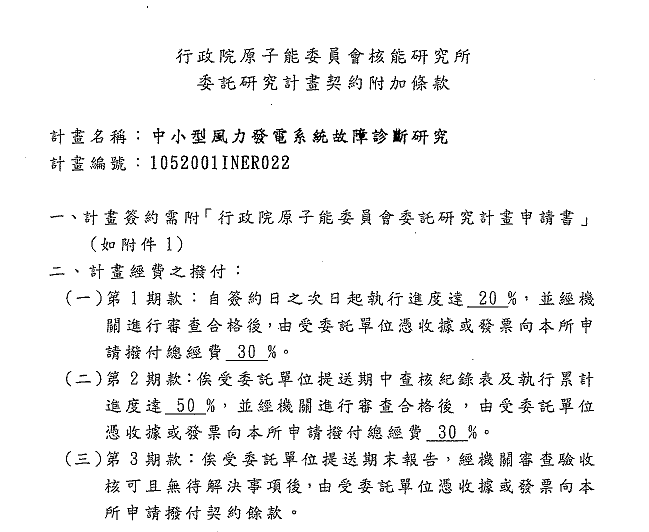 行政院原子能委員會核能研究所
委託研究計畫契約附加條款
計畫名稱：中小型風力發電系統故障診斷研究
計畫編號：1052001INER022
一、計畫簽約需附「行政院原子能委員會委託研究計畫申請書」
(如附件1)
二、計畫經費之撥付：
(一)第1期款：自簽約日之次日起執行進度達 20 %，並經機
關進行審查合格後，由受委託單位憑收據或發票向本所申
請撥付總經費 30 %。
(二)第2期款：俟受委託單位提送期中查核紀錄表及執行累計
進度達 50 %，並經機關進行審查合格後，由受委託單位
憑收據或發票向本所申請撥付總經費 30 %。
(三)第3期款：俟受委託單位提送期末報告，經機關審查驗收
核可且無待解決事項後，由受委託單位憑收據或發票向本
所申請撥付契約餘款。